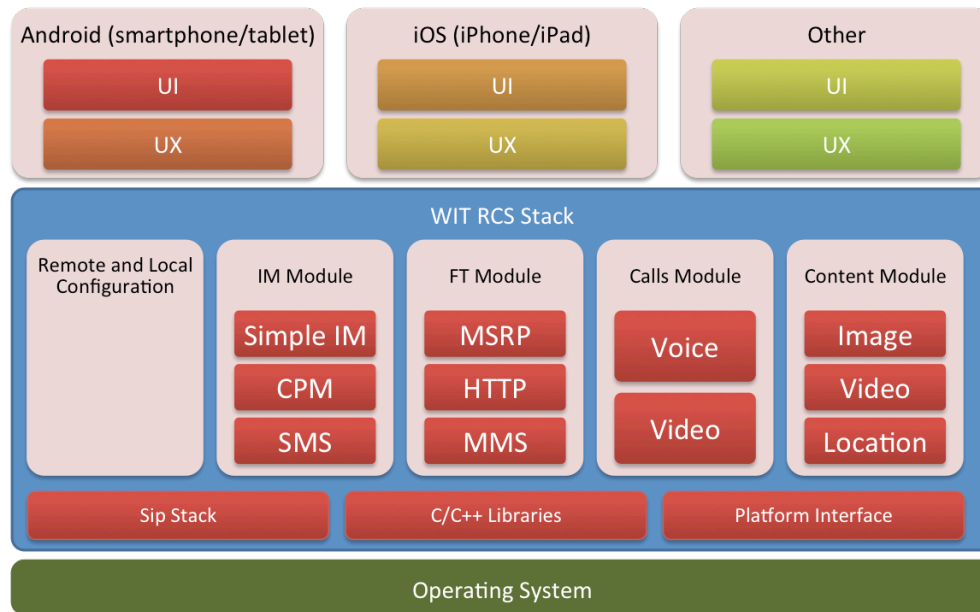 Android (smartphone/tablet)
UI
UX
iOS (iPhone/iPad)
UI
UX
Other
UI
UX
WIT RCS Stack
Remote and Local
Configuration
IM Module
Simple IM
CPM
SMS
FT Module
MSRP
HTTP
MMS
Calls Module
Voice
Video
Content Module
Image
Video
Location
Sip Stack
C/C++ Libraries
Platform Interface
Operating System